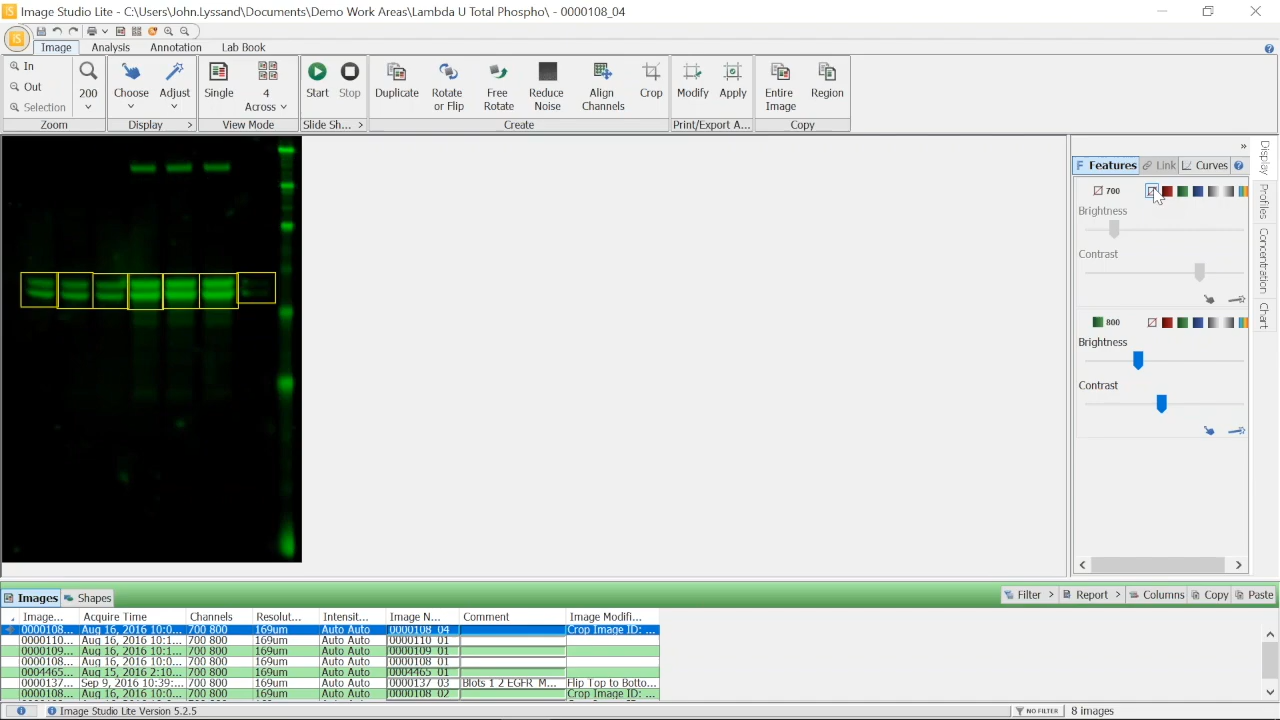 Image Studio Lite - C:\Users\John.Lyssand\Documents\Demo Work Areas\Lambda U Total Phospho\ - 0000108_04
Image Analysis Annotation Lab Book
In Out Selection 200 Zoom
Choose Adjust Display >
Single 4 Across View Mode
Start Stop Slide Sh... >
Duplicate Rotate or Flip Free Rotate Reduce Noise Align Channels Crop Create
Modify Apply Print/Export A...
Entire Image Region Copy
»
Features Link Curves
700
Brightness
Contrast
800
Brightness
Contrast
Display
Profiles
Concentration
Chart
Images Shapes Filter > Report > Columns Copy Paste
Image... Acquire Time Channels Resolut... Intensit... Image N... Comment Image Modifi...
0000108... Aug 16, 2016 10:0... 700 800 169um Auto Auto 0000108_04 Crop Image ID: ...
0000110... Aug 16, 2016 10:1... 700 800 169um Auto Auto 0000110_01
0000109... Aug 16, 2016 10:1... 700 800 169um Auto Auto 0000109_01
0000108... Aug 16, 2016 10:0... 700 800 169um Auto Auto 0000108_01
0004465... Aug 15, 2016 2:10... 700 800 169um Auto Auto 0004465_01
0000137... Sep 9, 2016 10:39:... 700 800 169um Auto Auto 0000137_03 Blots 1 2 EGFR M... Flip Top to Botto...
0000108... Aug 16, 2016 10:0... 700 800 169um Auto Auto 0000108_02 Crop Image ID: ...
Image Studio Lite Version 5.2.5 NO FILTER 8 images